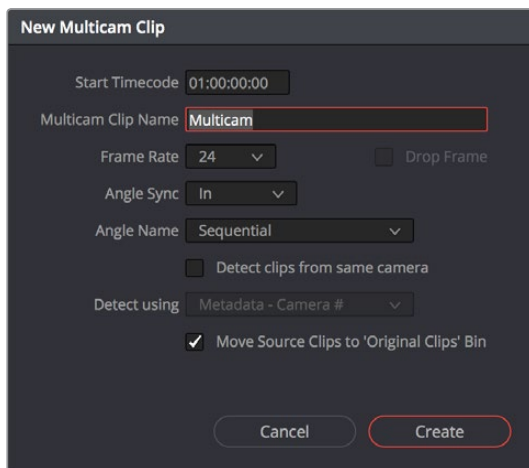 New Multicam Clip
Start Timecode 01:00:00:00
Multicam Clip Name Multicam
Frame Rate 24 Drop Frame
Angle Sync In
Angle Name Sequential
Detect clips from same camera
Detect using Metadata - Camera #
Move Source Clips to 'Original Clips' Bin
Cancel Create